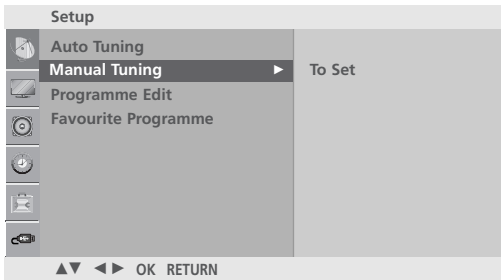 Setup
Auto Tuning
Manual Tuning ► To Set
Programme Edit
Favourite Programme
▲▼ ◄► OK RETURN